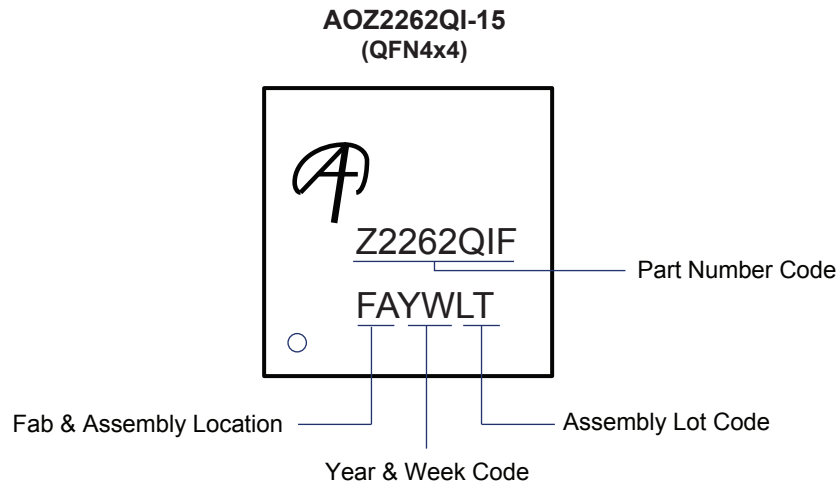 AOZ2262QI-15
(QFN4x4)
Z2262QIF
Part Number Code
FAYWLT
Fab & Assembly Location
Assembly Lot Code
Year & Week Code